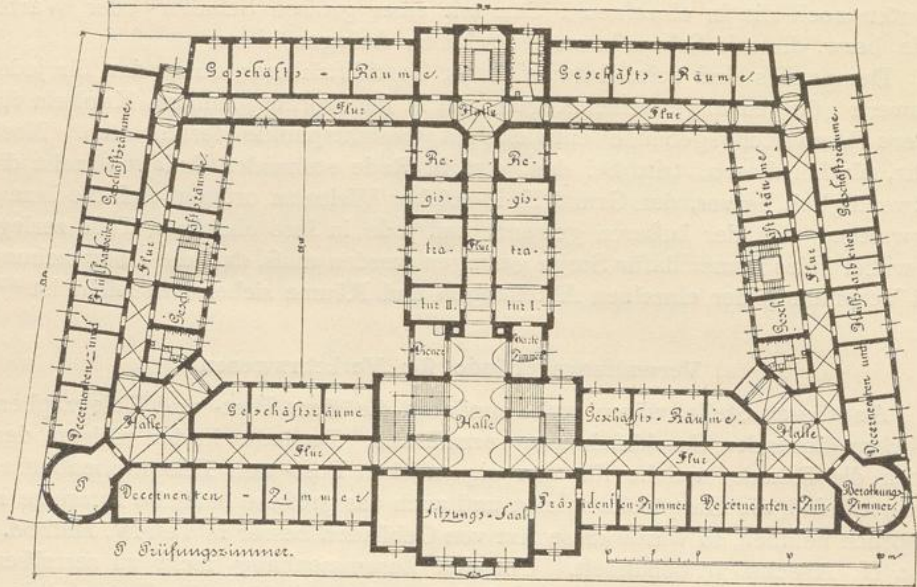 Geschäfts - Räume.
Geschäfts - Räume.
Flur
Halle
Flur
Geschäftsräume.
Geschäftsräume.
Re-
Re-
gis-
gis-
Flur
tra-
tra-
tur II.
tur I.
Hülfsarbeiter
Flur
Flur
Hülfsarbeiter
Diener
Warte
Zimmer
Decernenten und
Decernenten und
Halle
Geschäftsräume
Halle
Geschäfts-Räume.
Halle
Flur
Flur
P
Decernenten - Zimmer
Sitzungs-Saal
Präsidenten-Zimmer
Decernenten-Zim
Berathungs-
Zimmer.
P Prüfungszimmer.